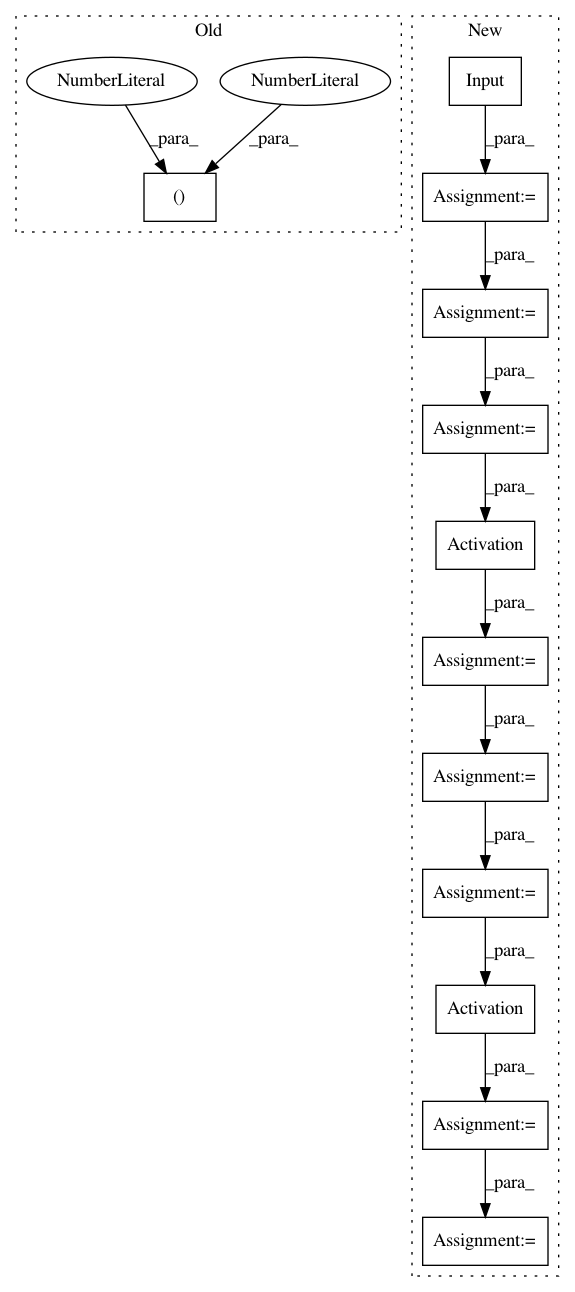 Old
New
NumberLiteral
NumberLiteral
Input
_para_
_para_
_para_
()
Assignment:=
_para_
Assignment:=
_para_
Assignment:=
_para_
Activation
_para_
Assignment:=
_para_
Assignment:=
_para_
Assignment:=
_para_
Activation
_para_
Assignment:=
_para_
Assignment:=